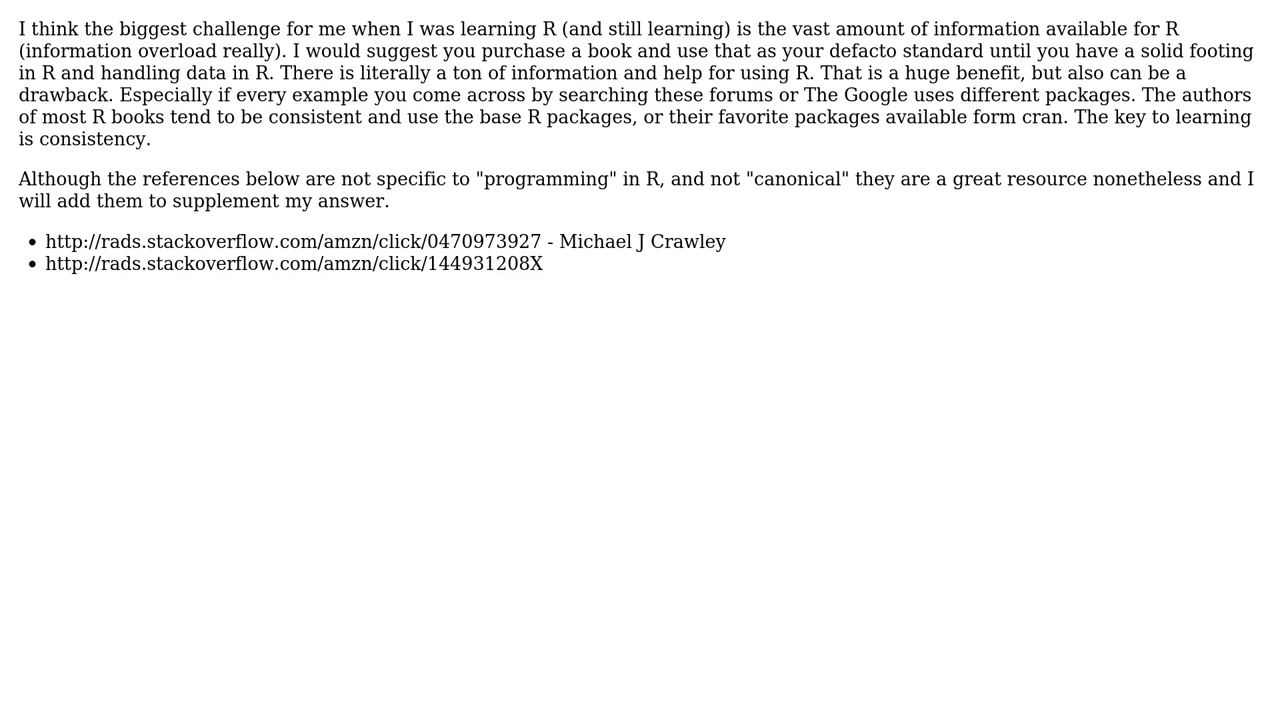 I think the biggest challenge for me when I was learning R (and still learning) is the vast amount of information available for R
(information overload really). I would suggest you purchase a book and use that as your defacto standard until you have a solid footing
in R and handling data in R. There is literally a ton of information and help for using R. That is a huge benefit, but also can be a
drawback. Especially if every example you come across by searching these forums or The Google uses different packages. The authors
of most R books tend to be consistent and use the base R packages, or their favorite packages available form cran. The key to learning
is consistency.
Although the references below are not specific to "programming" in R, and not "canonical" they are a great resource nonetheless and I
will add them to supplement my answer.
• http://rads.stackoverflow.com/amzn/click/0470973927 - Michael J Crawley
• http://rads.stackoverflow.com/amzn/click/144931208X